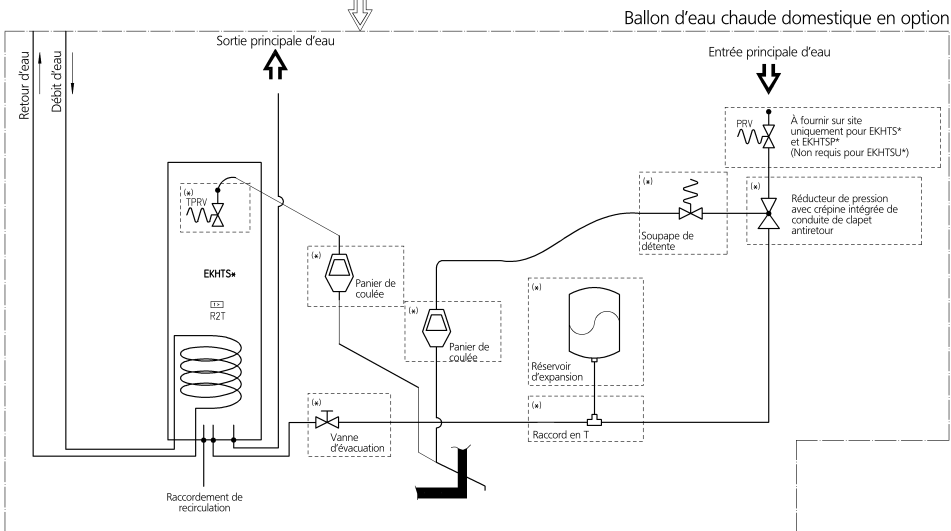 Ballon d'eau chaude domestique en option
Sortie principale d'eau
Entrée principale d'eau
Retour d'eau
Débit d'eau
PRV
À fournir sur site
uniquement pour EKHTS*
et EKHTSP*
(Non requis pour EKHTSU*)
(*)
TPRV
(*)
Soupape de
détente
(*)
Réducteur de pression
avec crépine intégrée de
conduite de clapet
antiretour
(*)
Panier de
coulée
EKHTS*
R2T
(*)
Panier de
coulée
(*)
Réservoir
d'expansion
(*)
Vanne
d'évacuation
(*)
Raccord en T
Raccordement de
recirculation